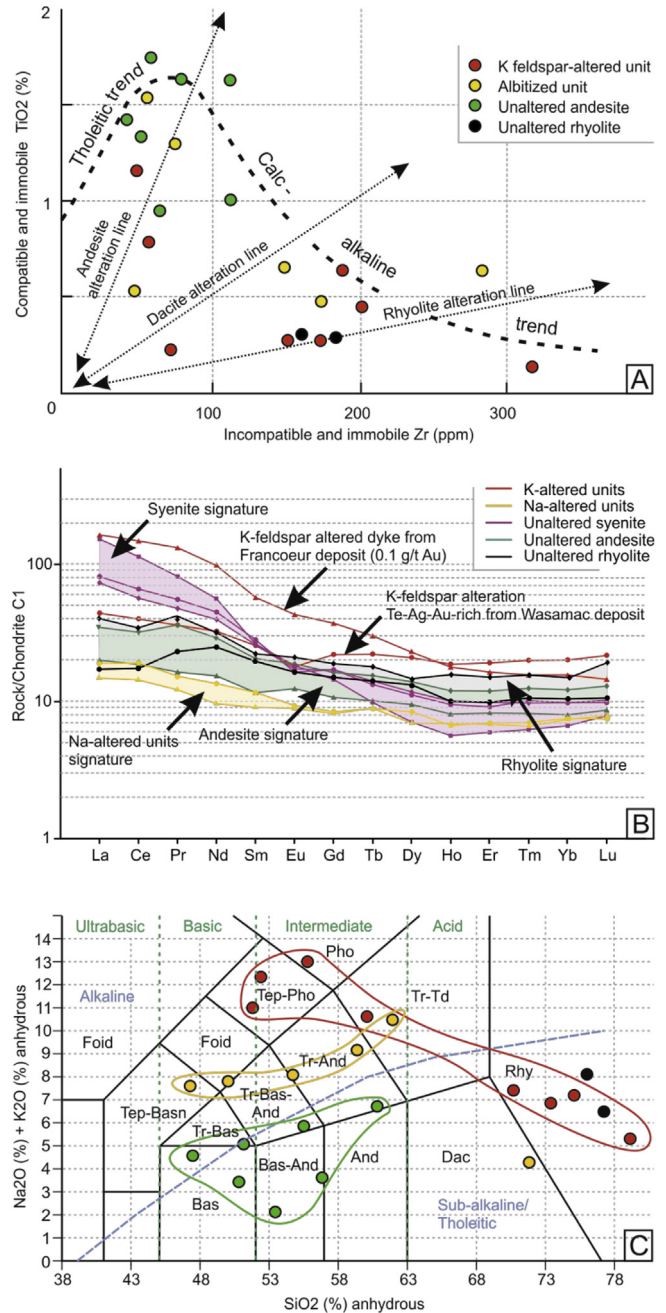 2
1.5
1
0.5
0
Compatible and immobile TiO2 (%)
100
200
300
Incompatible and immobile Zr (ppm)
K feldspar-altered unit
Albitized unit
Unaltered andesite
Unaltered rhyolite
Tholeitic trend
Calc -
alkaline
trend
Andesite
alteration line
Dacite alteration line
Rhyolite alteration line
A
Rock/Chondrite C1
100
10
1
K-altered units
Na-altered units
Unaltered syenite
Unaltered andesite
Unaltered rhyolite
Syenite signature
K-feldspar altered dyke from
Francoeur deposit (0.1 g/t Au)
K-feldspar alteration
Te-Ag-Au-rich from Wasamac deposit
Na-altered units
signature
Andesite signature
Rhyolite signature
La Ce Pr Nd Sm Eu Gd Tb Dy Ho Er Tm Yb Lu
B
Ultrabasic Basic Intermediate Acid
14
13
12
11
10
9
8
7
6
5
4
3
2
1
0
Na2O (%) + K2O (%) anhydrous
Pho
Alkaline
Tep-Pho
Tr-Td
Foid
Foid
Tr-And
Rhy
Tep-Basn
Tr-Bas-
And
Tr-Bas
Bas-And
And
Dac
Bas
Sub-alkaline/
Tholeitic
C
38 43 48 53 58 63 68 73 78
SiO2 (%) anhydrous